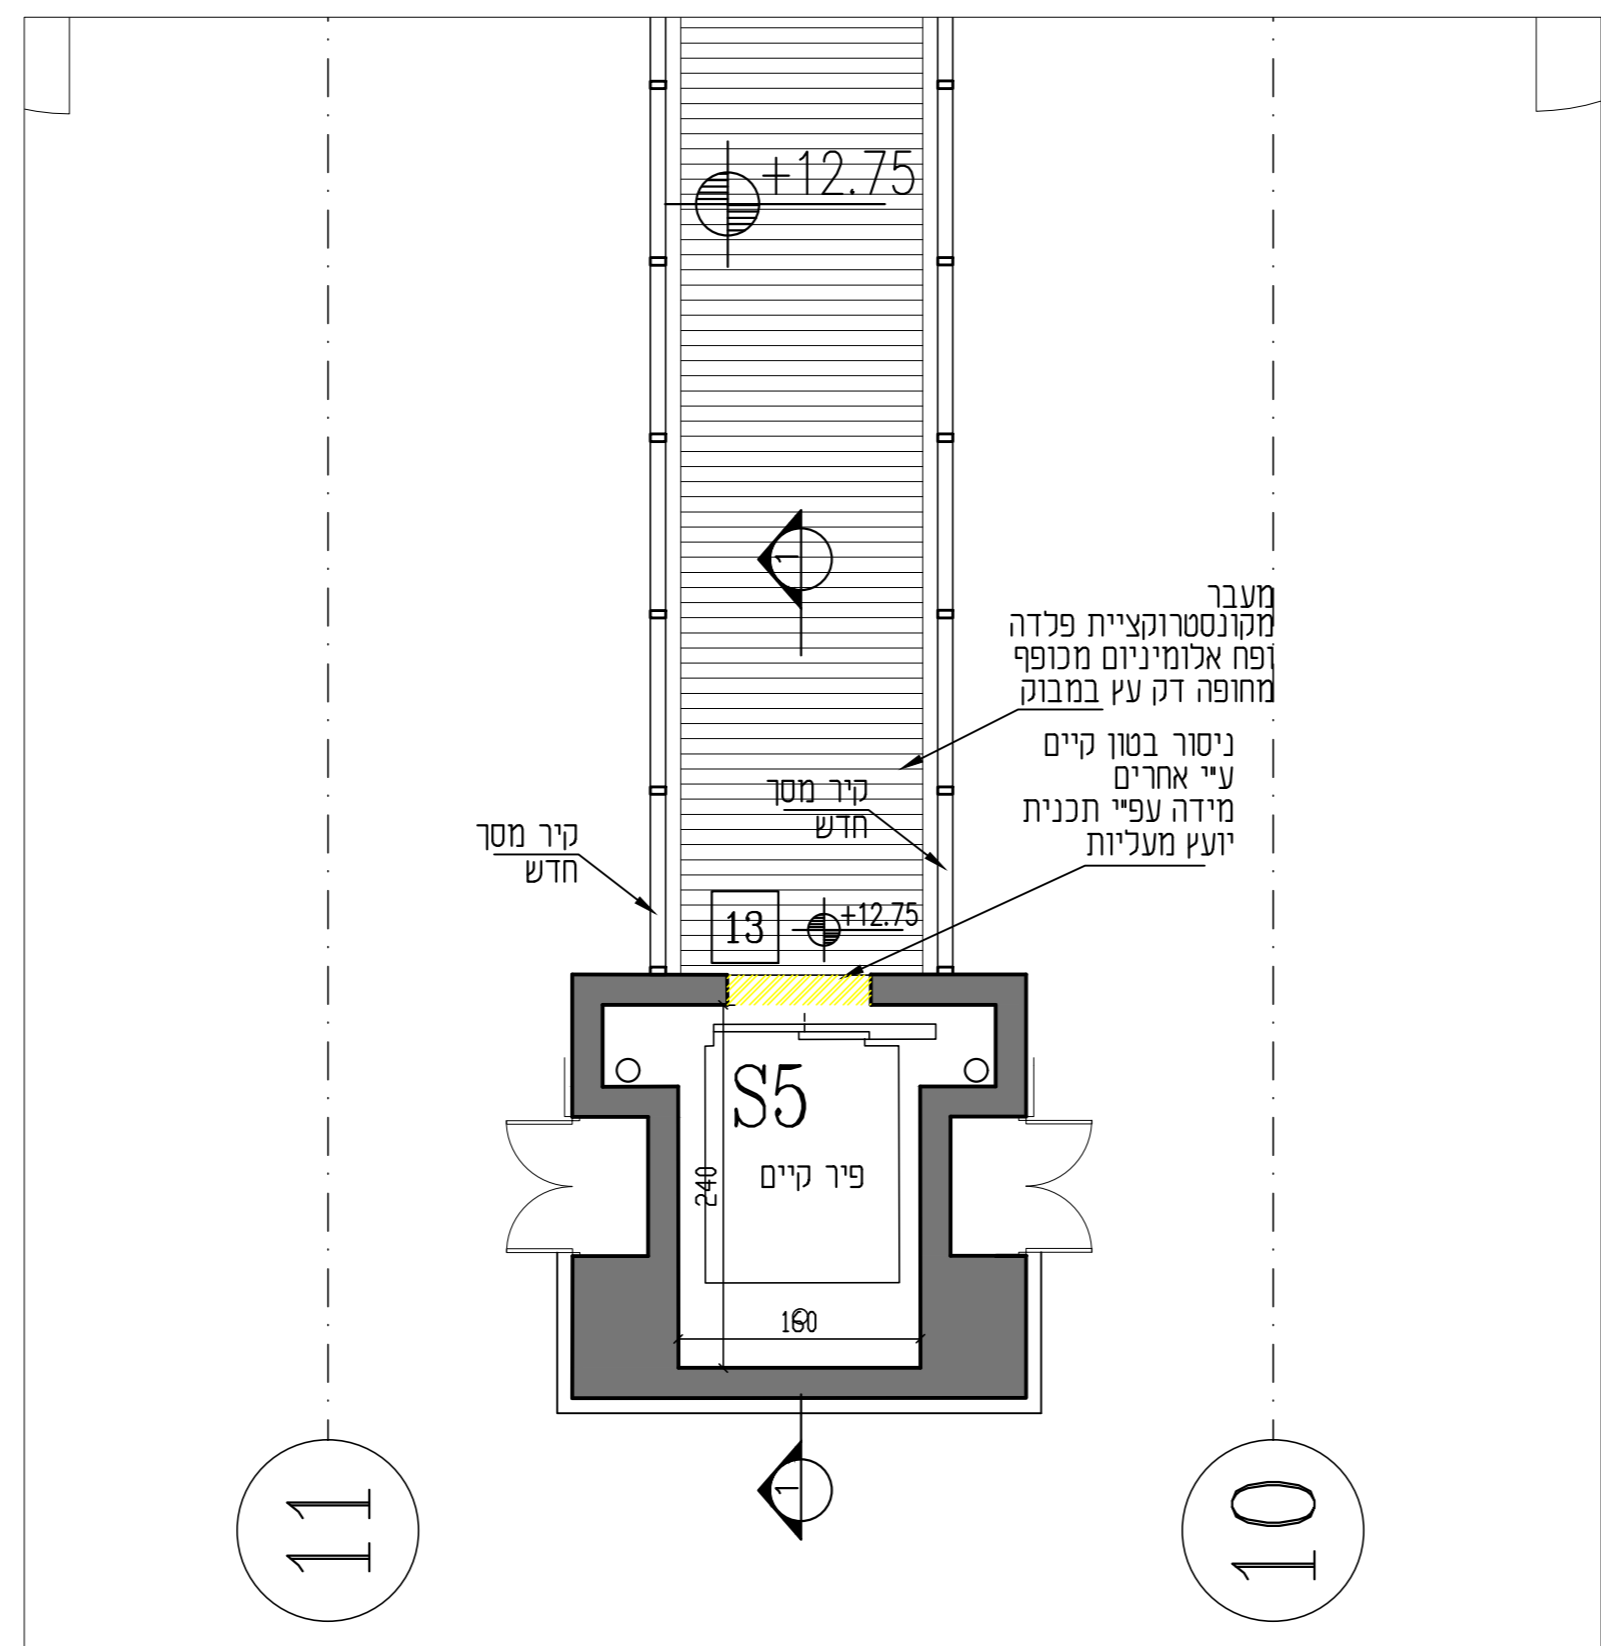 +12.75
1
מעבר
מקונסטרוקציית פלדה
ופח אלומיניום מכופף
מחופה דק עץ במבוק
ניסור בטון קיים
ע"י אחרים
מידה עפ"י תכנית
יועץ מעליות
קיר מסך
חדש
קיר מסך
חדש
13
+12.75
S5
פיר קיים
240
160
1
11
10